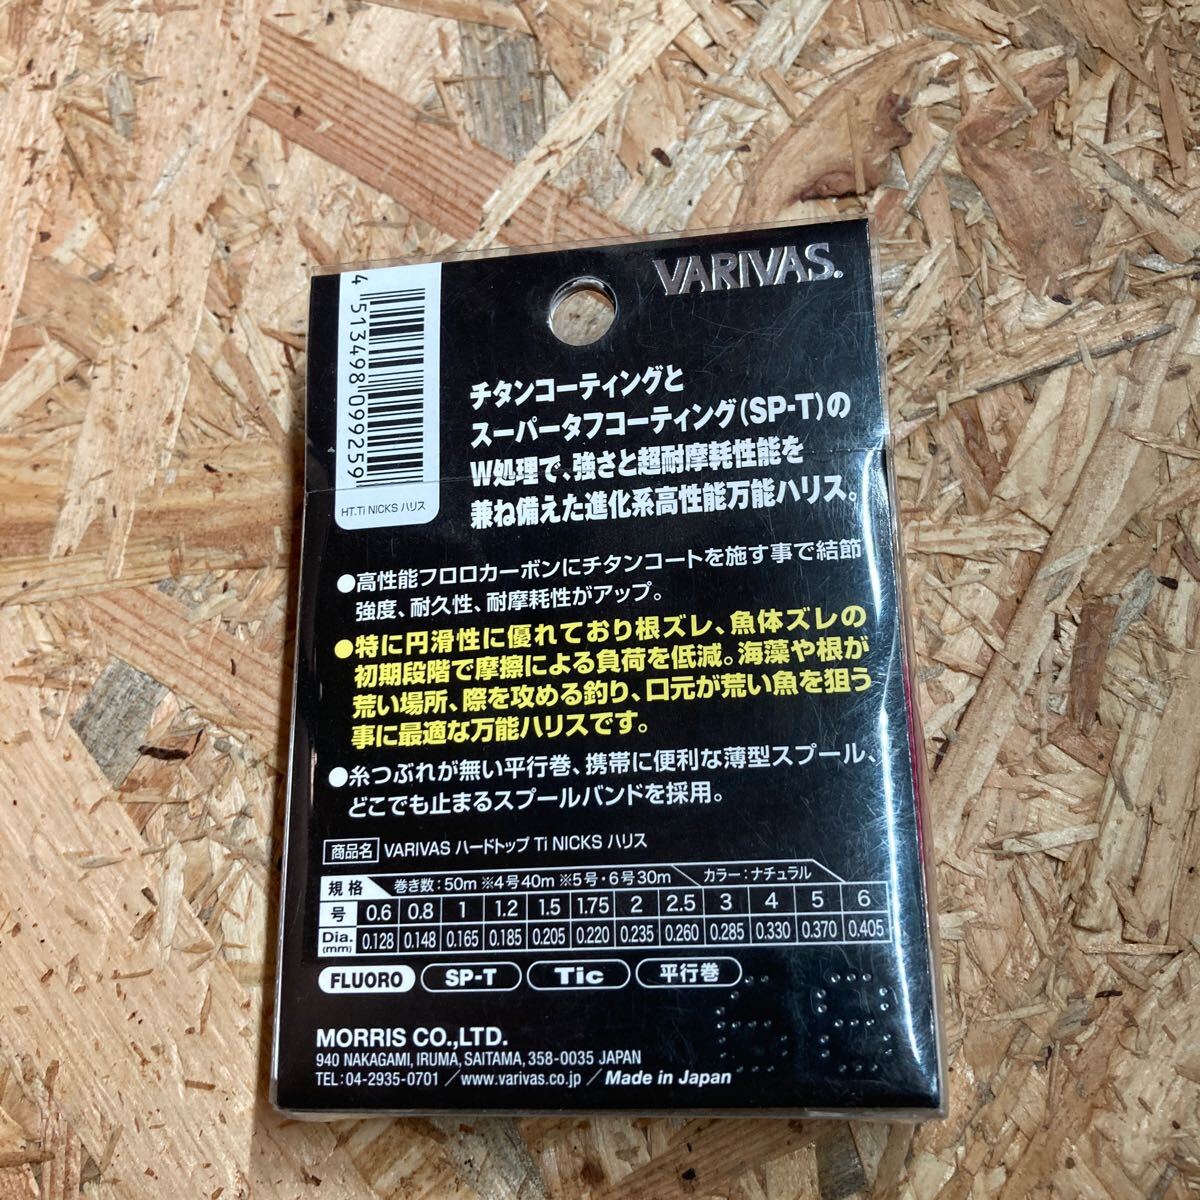 VARIVAS®
4 513498 099259
HT.Ti NICKS ハリス
チタンコーティングと
スーパータフコーティング(SP-T)の
W処理で、強さと超耐摩耗性能を
兼ね備えた進化系高性能万能ハリス。
●高性能フロロカーボンにチタンコートを施す事で結節
強度、耐久性、耐摩耗性がアップ。
●特に円滑性に優れており根ズレ、魚体ズレの
初期段階で摩擦による負荷を低減。海藻や根が
荒い場所、際を攻める釣り、口元が荒い魚を狙う
事に最適な万能ハリスです。
●糸つぶれが無い平行巻、携帯に便利な薄型スプール、
どこでも止まるスプールバンドを採用。
商品名 VARIVAS ハードトップ Ti NICKS ハリス
規格 巻き数:50m ※4号40m ※5号・6号30m カラー:ナチュラル
号 0.6 0.8 1 1.2 1.5 1.75 2 2.5 3 4 5 6
Dia.(mm) 0.128 0.148 0.165 0.185 0.205 0.220 0.235 0.260 0.285 0.330 0.370 0.405
FLUORO SP-T Tic 平行巻
MORRIS CO.,LTD.
940 NAKAGAMI, IRUMA, SAITAMA, 358-0035 JAPAN
TEL:04-2935-0701 / www.varivas.co.jp / Made in Japan